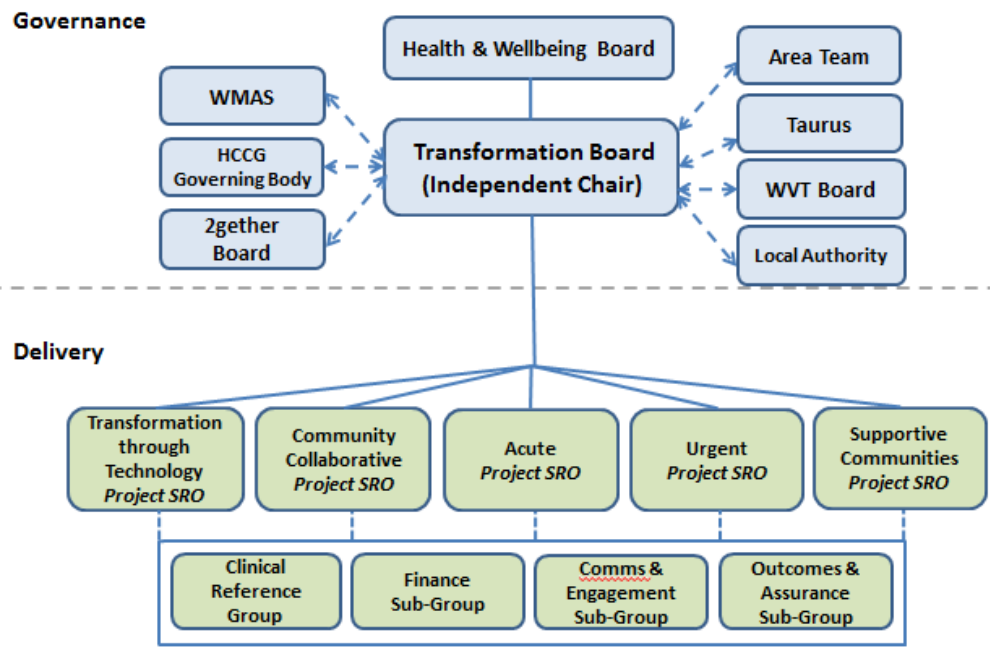 Governance
Health & Wellbeing Board
WMAS
HCCG
Governing Body
2gether
Board
Transformation Board
(Independent Chair)
Area Team
Taurus
WVT Board
Local Authority
Delivery
Transformation
through
Technology
Project SRO
Community
Collaborative
Project SRO
Acute
Project SRO
Urgent
Project SRO
Supportive
Communities
Project SRO
Clinical
Reference
Group
Finance
Sub-Group
Comms &
Engagement
Sub-Group
Outcomes &
Assurance
Sub-Group